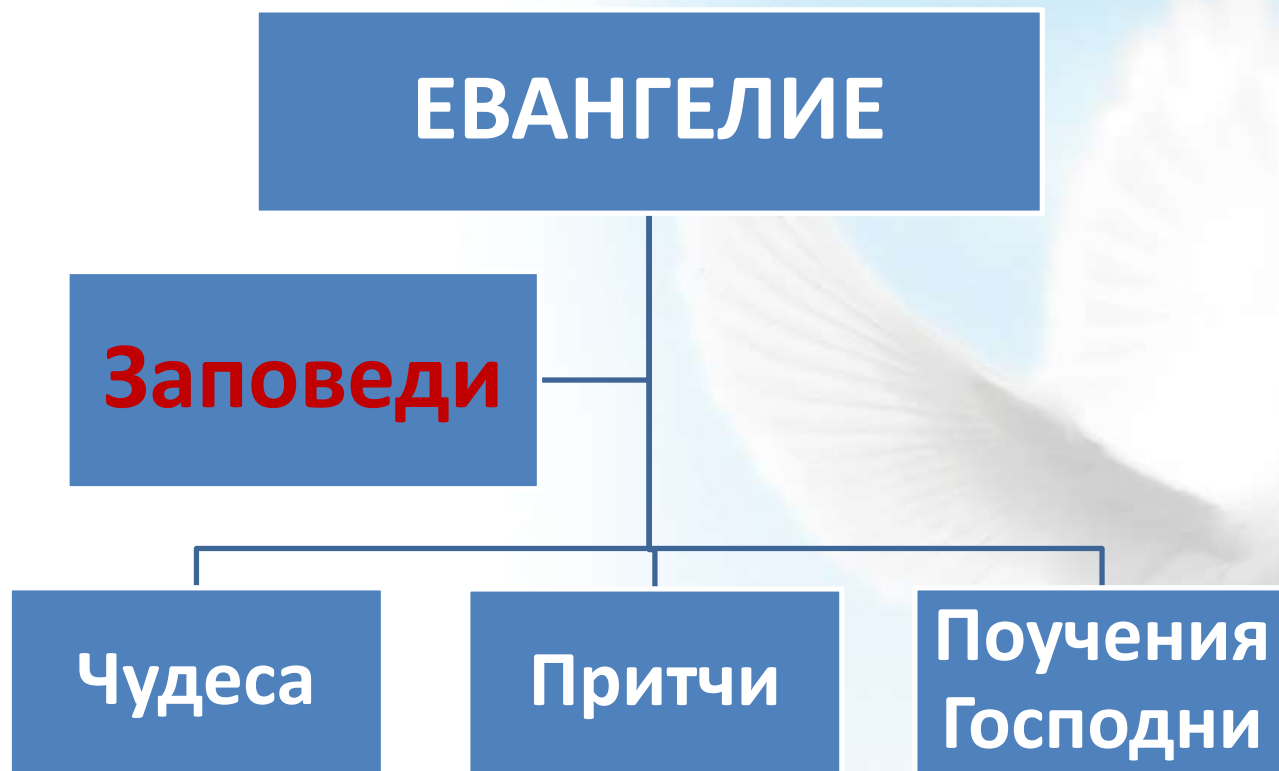 ЕВАНГЕЛИЕ
Заповеди
Чудеса
Притчи
Поучения
Господни